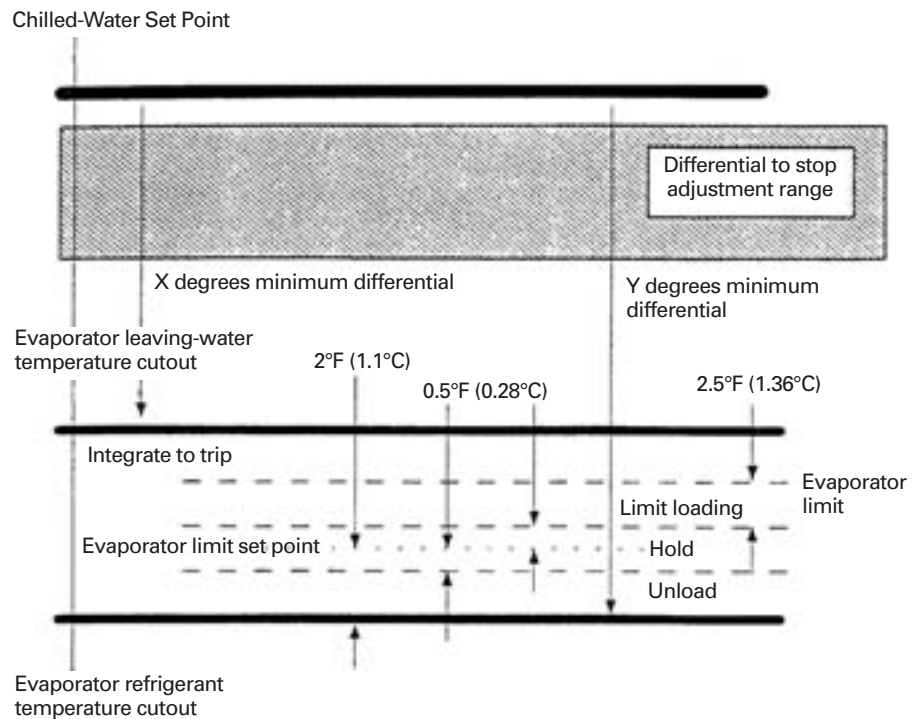 Chilled-Water Set Point
Differential to stop
adjustment range
X degrees minimum differential
Y degrees minimum
differential
Evaporator leaving-water
temperature cutout
2°F (1.1°C)
0.5°F (0.28°C)
2.5°F (1.36°C)
Integrate to trip
Evaporator
limit
Limit loading
Evaporator limit set point
Hold
Unload
Evaporator refrigerant
temperature cutout